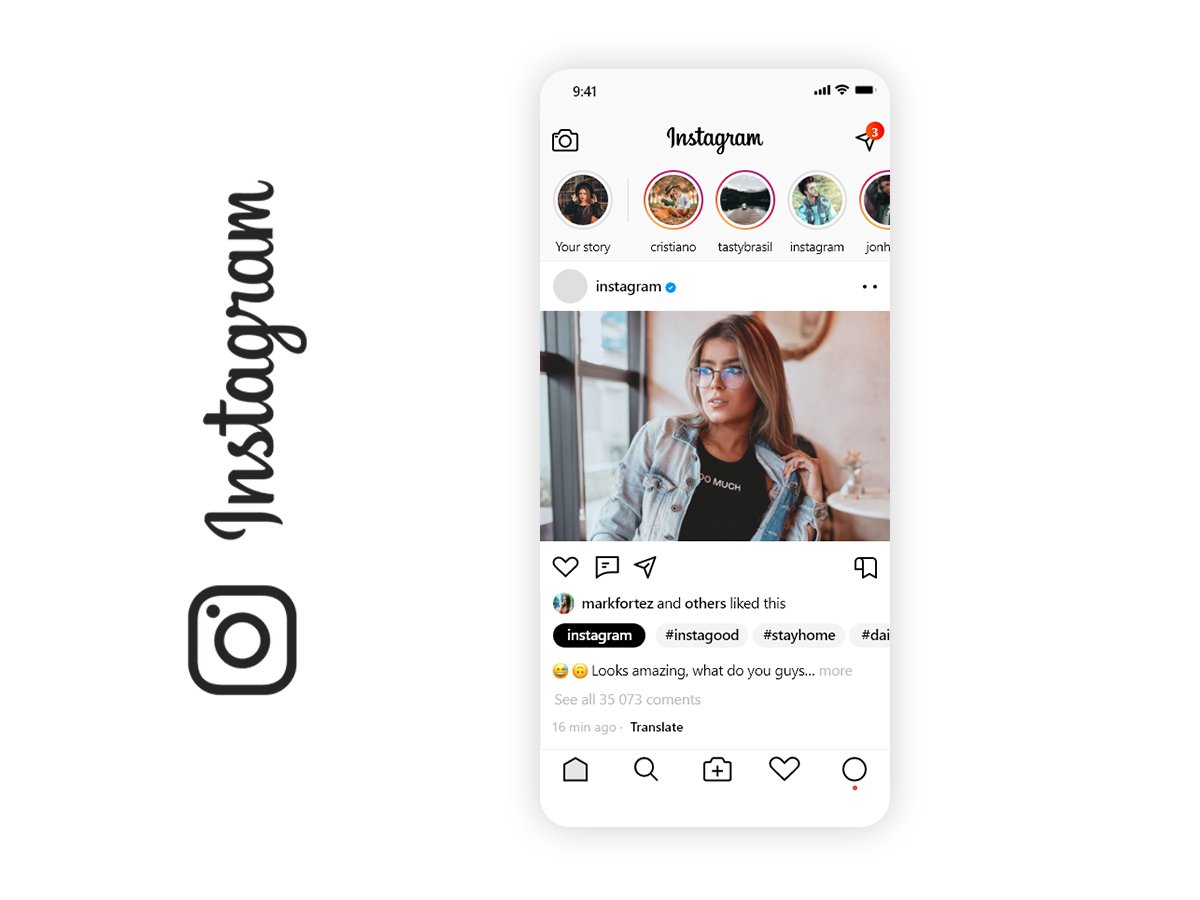 Instagram
9:41
Instagram
3
Your story
cristiano
tastybrasil
instagram
jonh
instagram
OO MUCH
markfortez and others liked this
instagram
#instagood
#stayhome
#dai
😅 🙃 Looks amazing, what do you guys... more
See all 35 073 coments
16 min ago · Translate